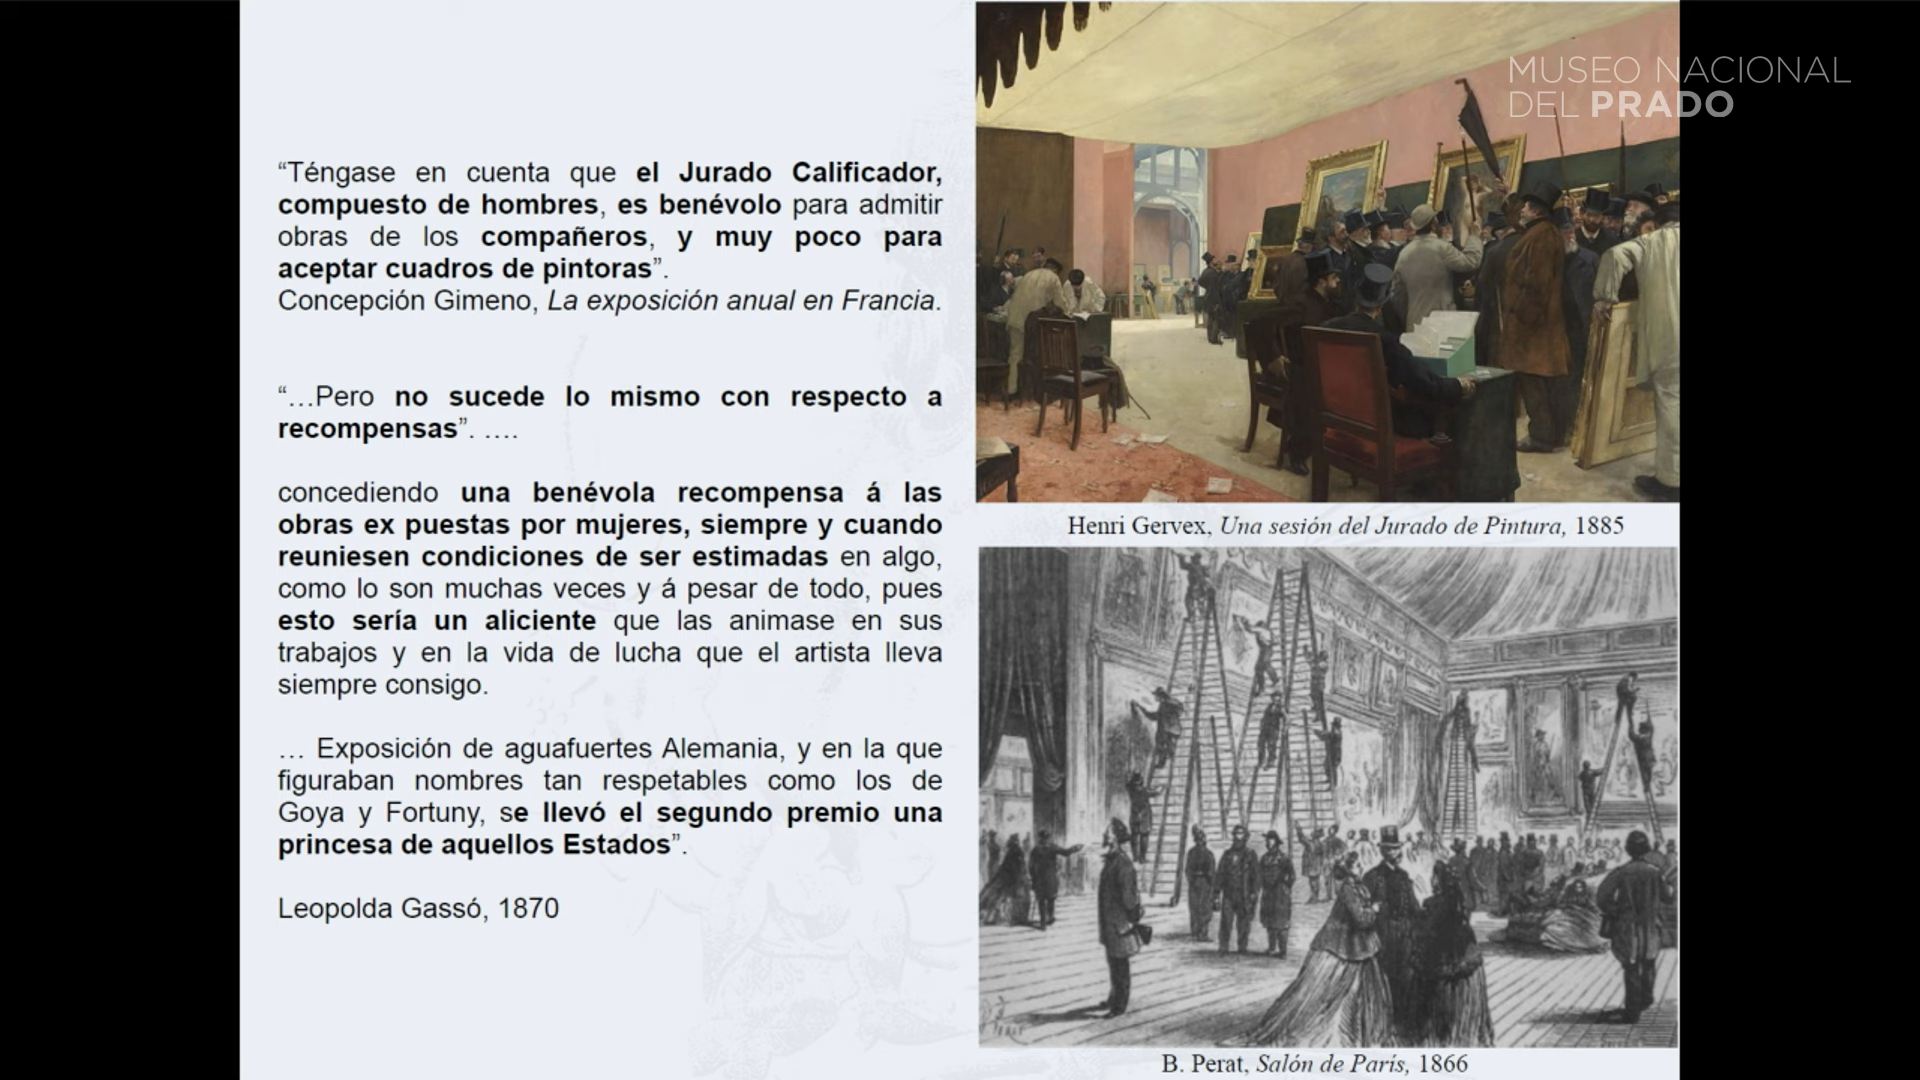 “Téngase en cuenta que el Jurado Calificador,
compuesto de hombres, es benévolo para admitir
obras de los compañeros, y muy poco para
aceptar cuadros de pintoras”.
Concepción Gimeno, La exposición anual en Francia.
“…Pero no sucede lo mismo con respecto a
recompensas”. ….
concediendo una benévola recompensa á las
obras ex puestas por mujeres, siempre y cuando
reuniesen condiciones de ser estimadas en algo,
como lo son muchas veces y á pesar de todo, pues
esto sería un aliciente que las animase en sus
trabajos y en la vida de lucha que el artista lleva
siempre consigo.
… Exposición de aguafuertes Alemania, y en la que
figuraban nombres tan respetables como los de
Goya y Fortuny, se llevó el segundo premio una
princesa de aquellos Estados”.
Leopolda Gassó, 1870
MUSEO NACIONAL
DEL PRADO
Henri Gervex, Una sesión del Jurado de Pintura, 1885
B. Perat, Salón de París, 1866